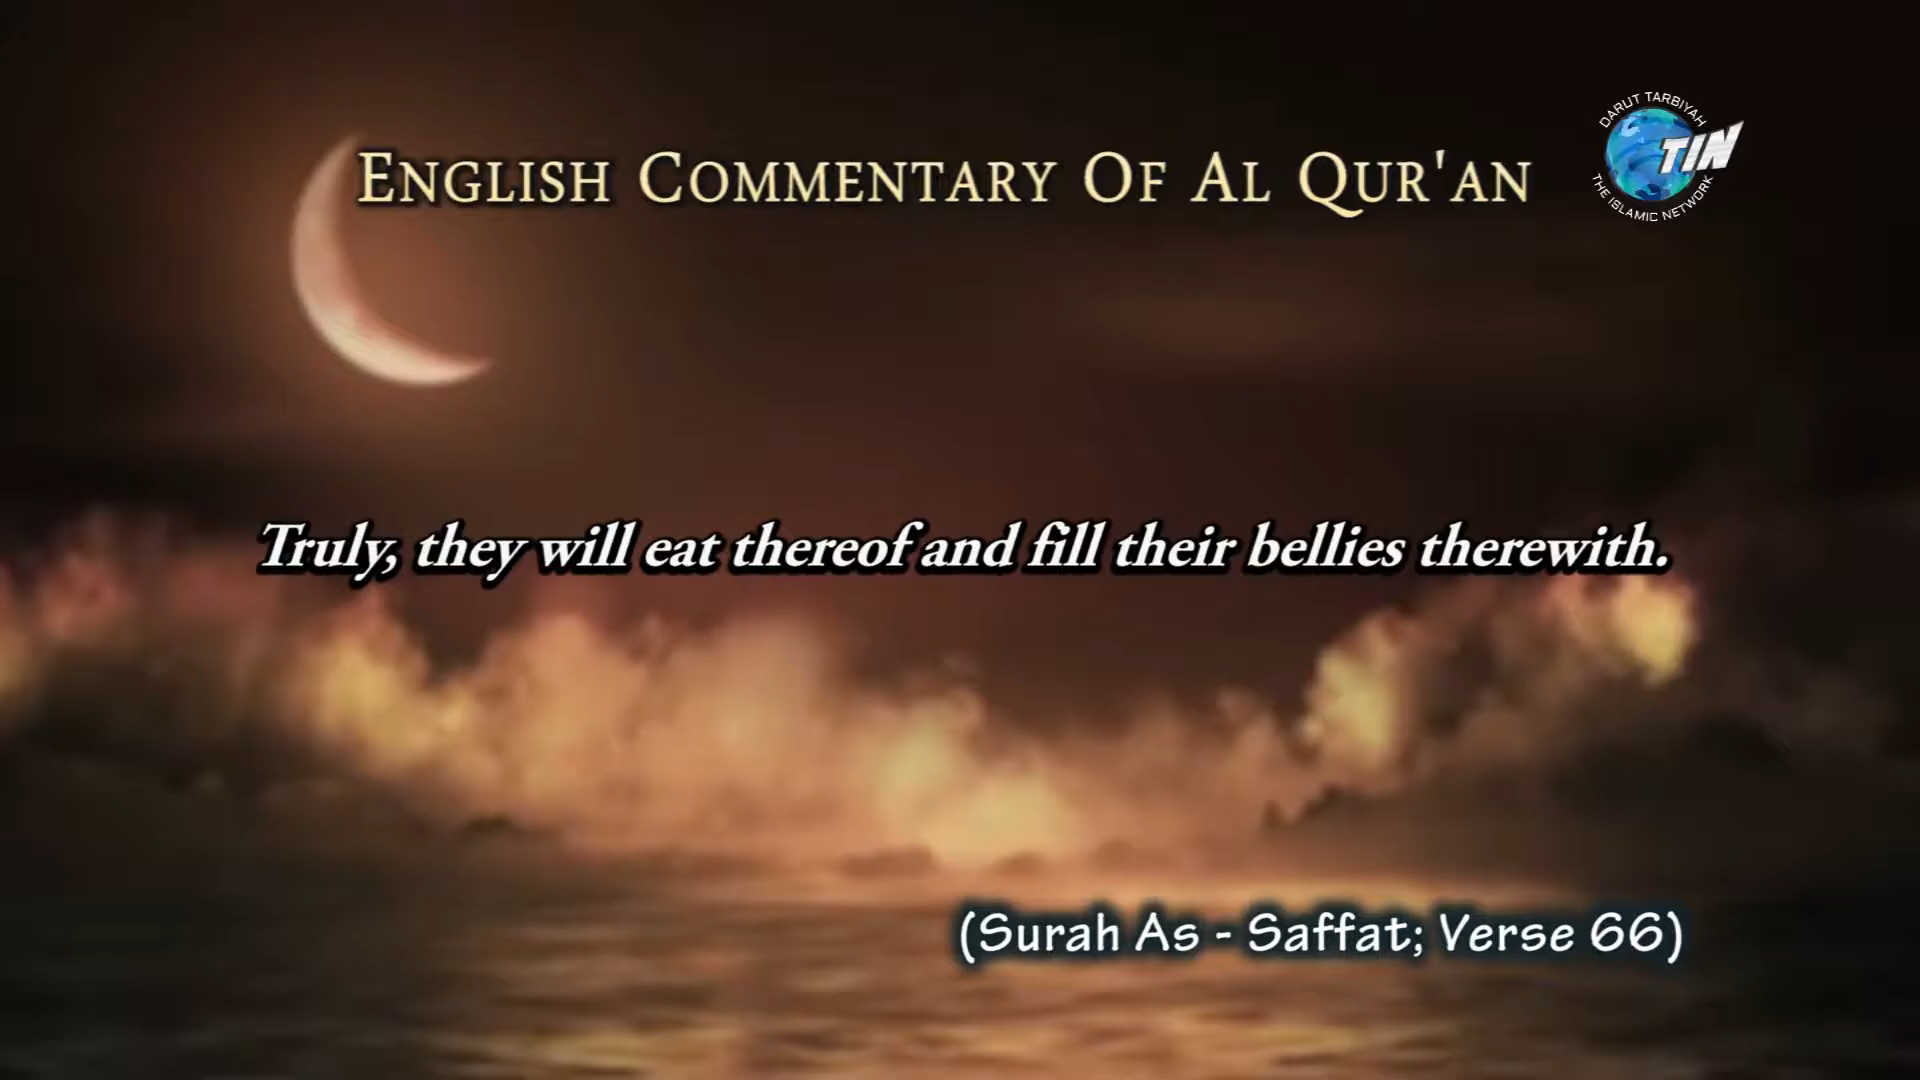 DARUT TARBIYAH
TIN
THE ISLAMIC NETWORK
ENGLISH COMMENTARY OF AL QUR'AN
Truly, they will eat thereof and fill their bellies therewith.
(Surah As - Saffat; Verse 66)